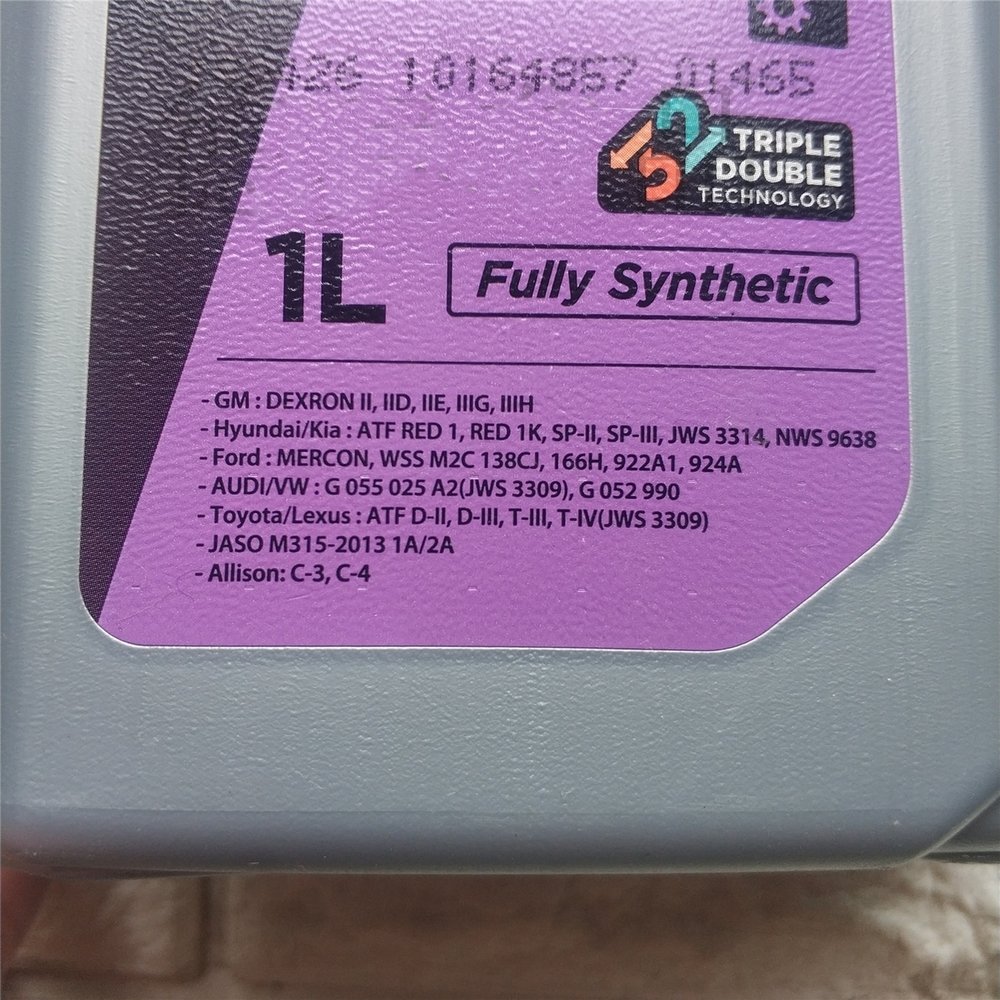 A26 10164857 01465
TRIPLE
DOUBLE
TECHNOLOGY
1L
Fully Synthetic
- GM : DEXRON II, IID, IIE, IIIG, IIIH
- Hyundai/Kia : ATF RED 1, RED 1K, SP-II, SP-III, JWS 3314, NWS 9638
- Ford : MERCON, WSS M2C 138CJ, 166H, 922A1, 924A
- AUDI/VW : G 055 025 A2(JWS 3309), G 052 990
- Toyota/Lexus : ATF D-II, D-III, T-III, T-IV(JWS 3309)
- JASO M315-2013 1A/2A
- Allison: C-3, C-4